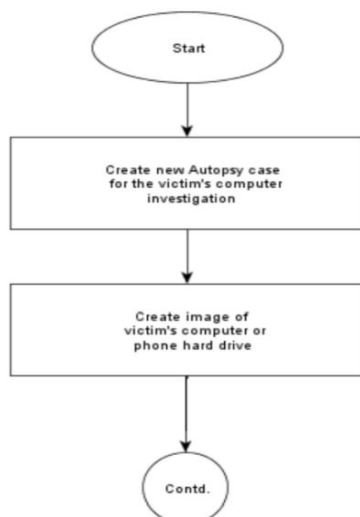 Start
Create new Autopsy case
for the victim's computer
investigation
Create image of
victim's computer or
phone hard drive
Contd.